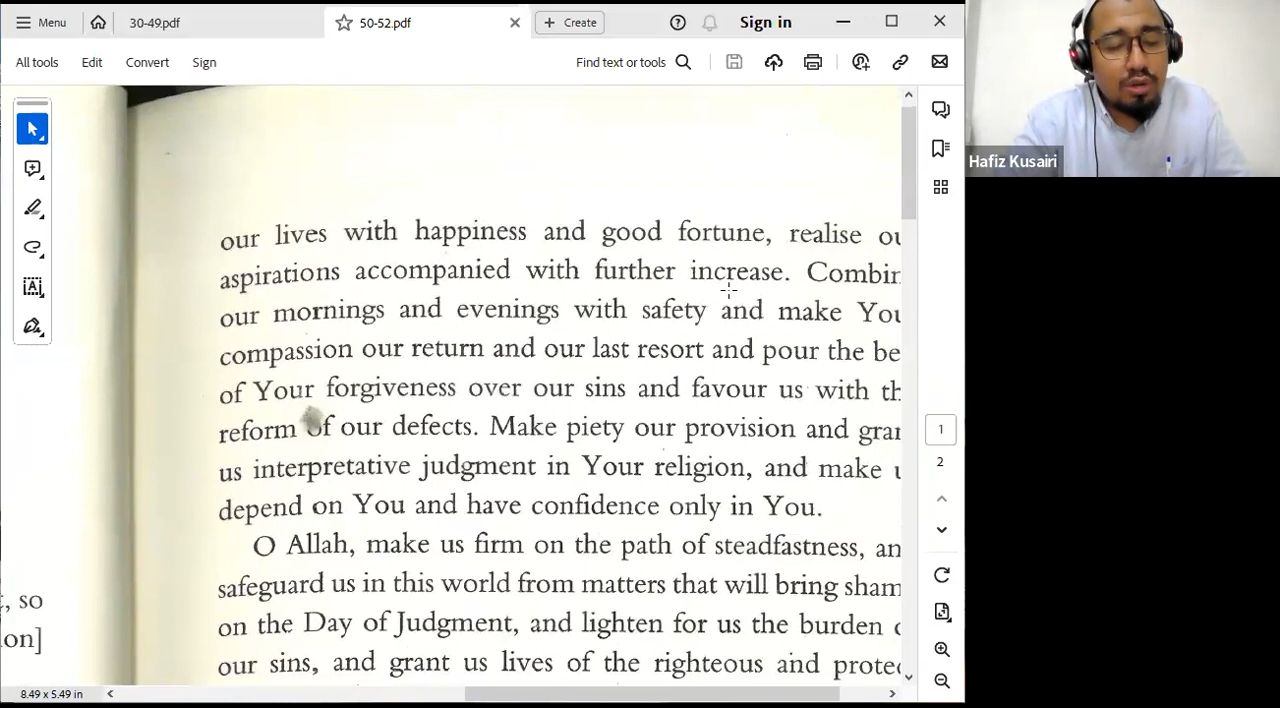 Menu
30-49.pdf
50-52.pdf
Create
Sign in
All tools
Edit
Convert
Sign
Find text or tools
Hafiz Kusairi
our lives with happiness and good fortune, realise ou
aspirations accompanied with further increase. Combin
our mornings and evenings with safety and make You
compassion our return and our last resort and pour the be
of Your forgiveness over our sins and favour us with th
reform of our defects. Make piety our provision and gran
us interpretative judgment in Your religion, and make u
depend on You and have confidence only in You.
O Allah, make us firm on the path of steadfastness, an
safeguard us in this world from matters that will bring sham
on the Day of Judgment, and lighten for us the burden o
our sins, and grant us lives of the righteous and protec
, so
on]
1
2
8.49 x 5.49 in